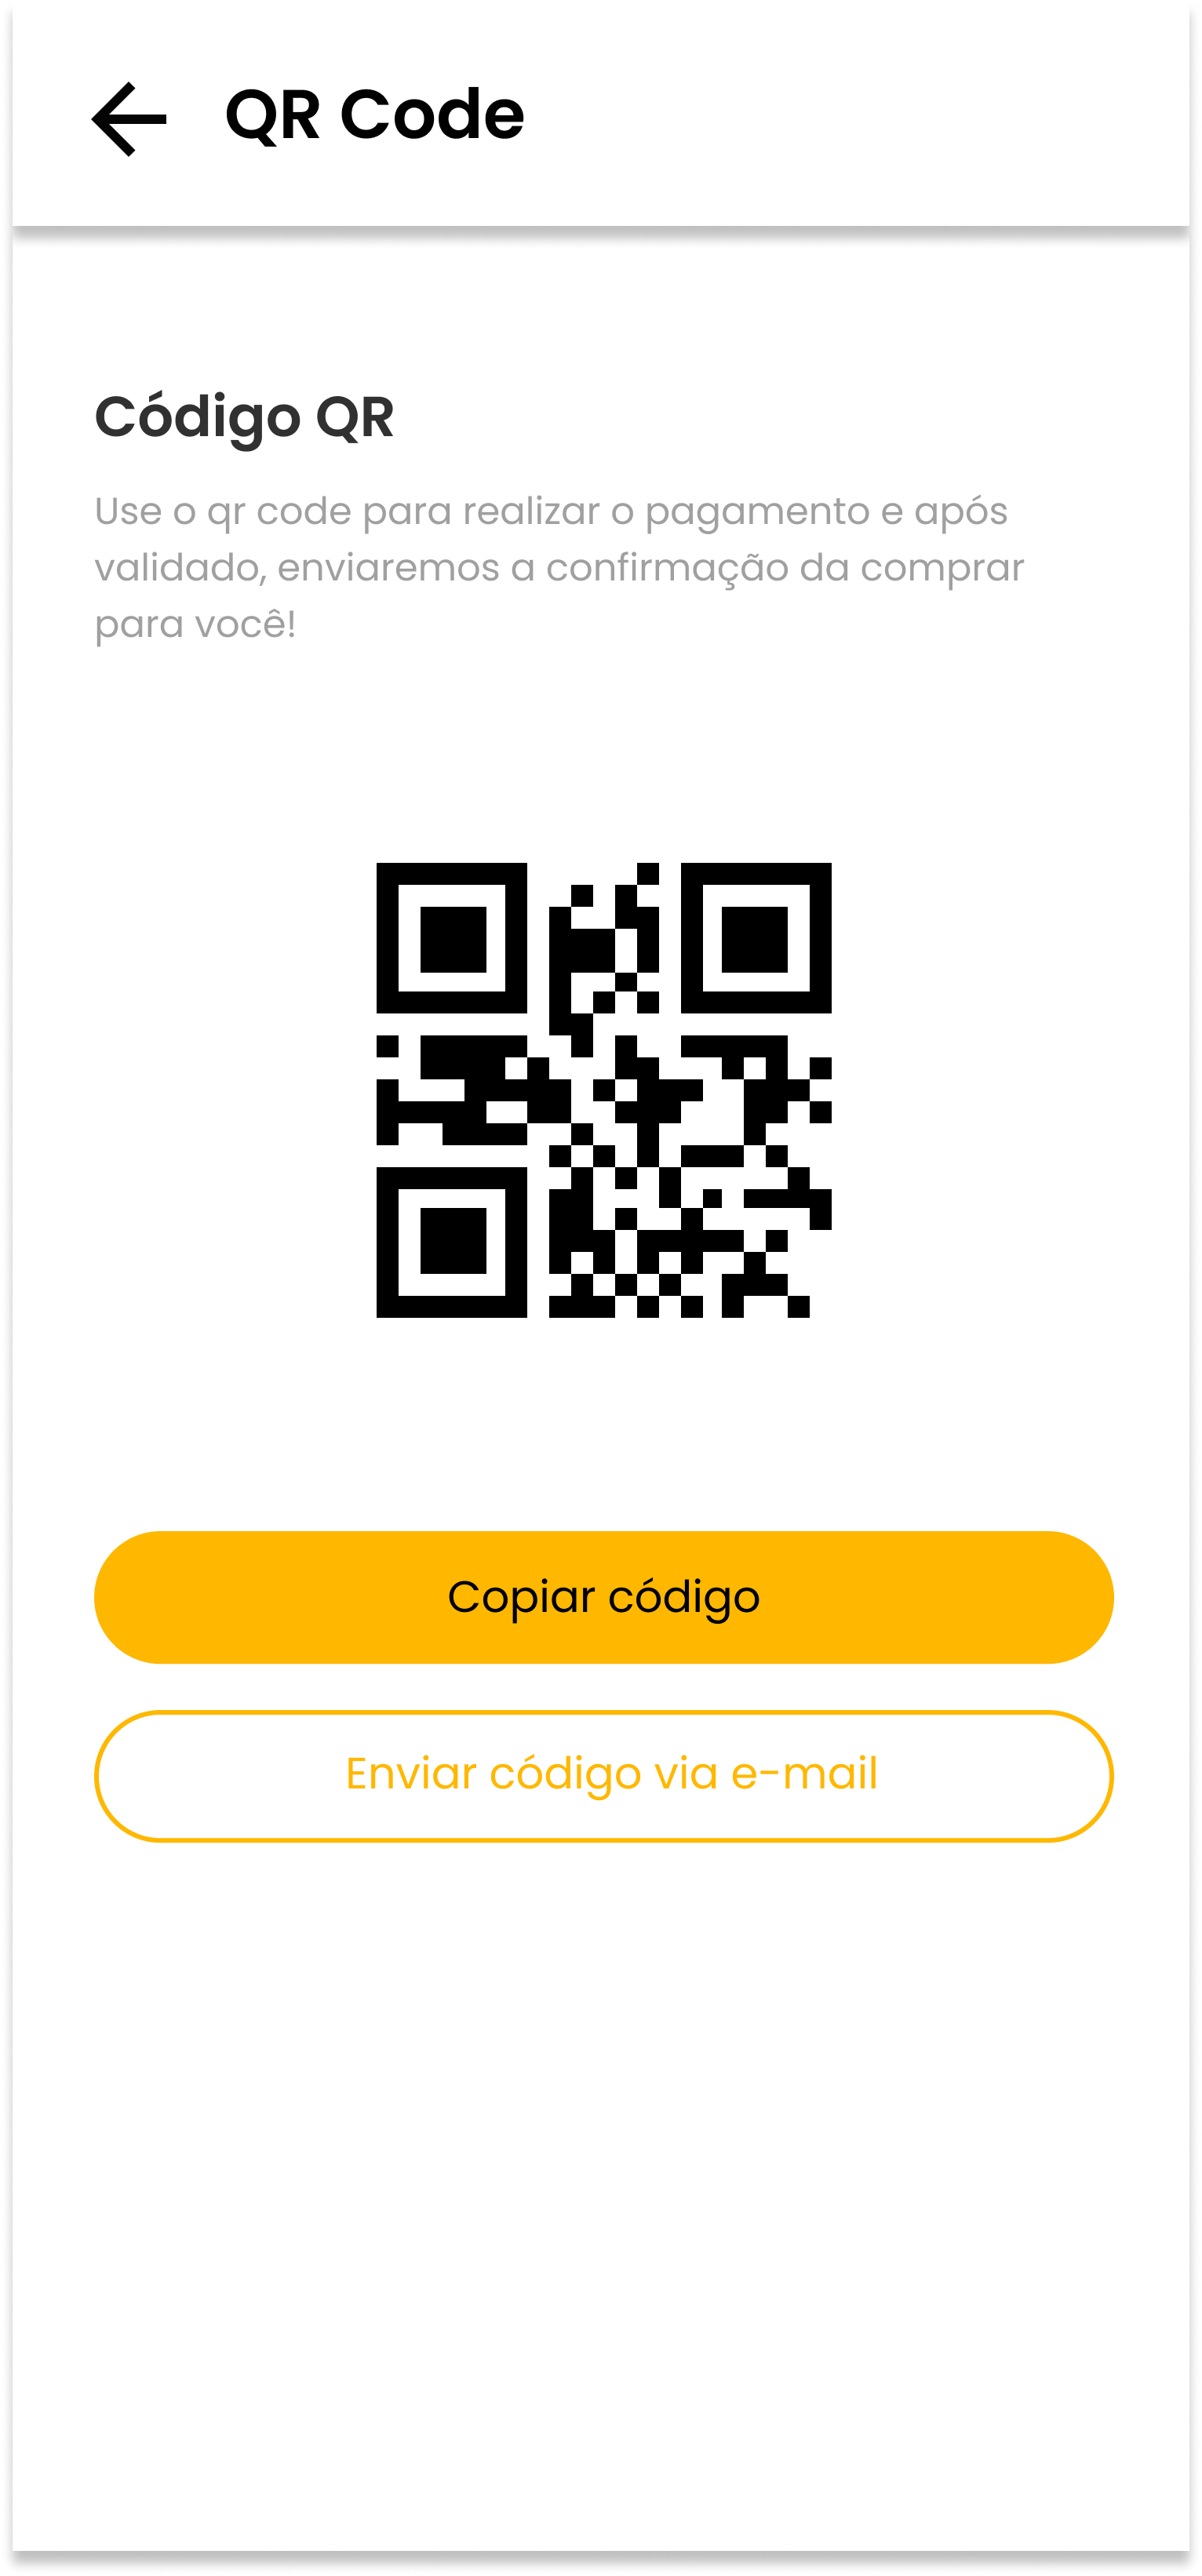 QR Code
Código QR
Use o qr code para realizar o pagamento e após
validado, enviaremos a confirmação da comprar
para você!
Copiar código
Enviar código via e-mail